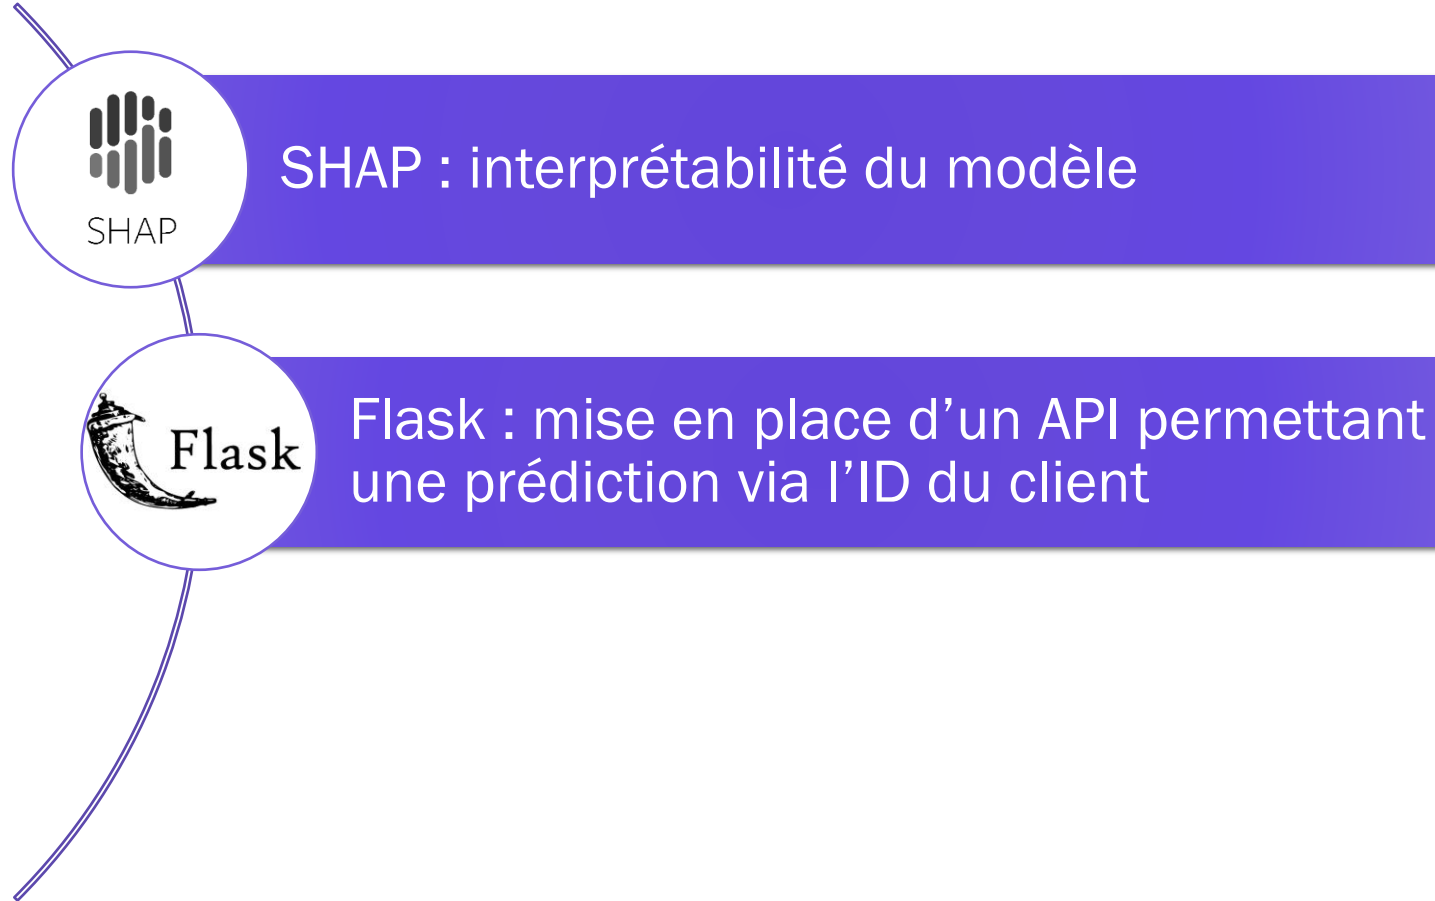 SHAP
SHAP : interprétabilité du modèle
Flask
Flask : mise en place d’un API permettant
une prédiction via l’ID du client